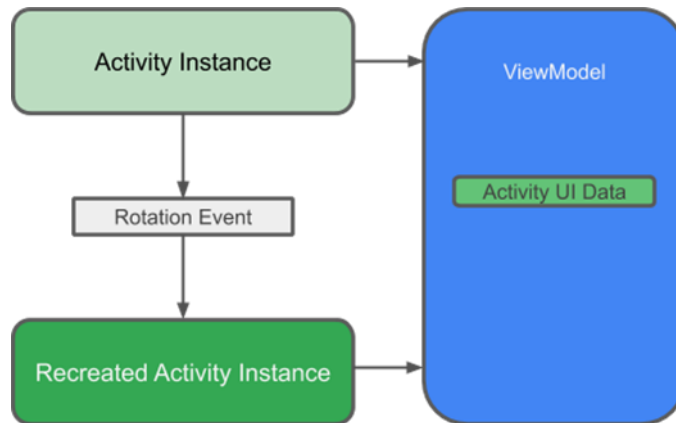 Activity Instance
ViewModel
Activity UI Data
Rotation Event
Recreated Activity Instance